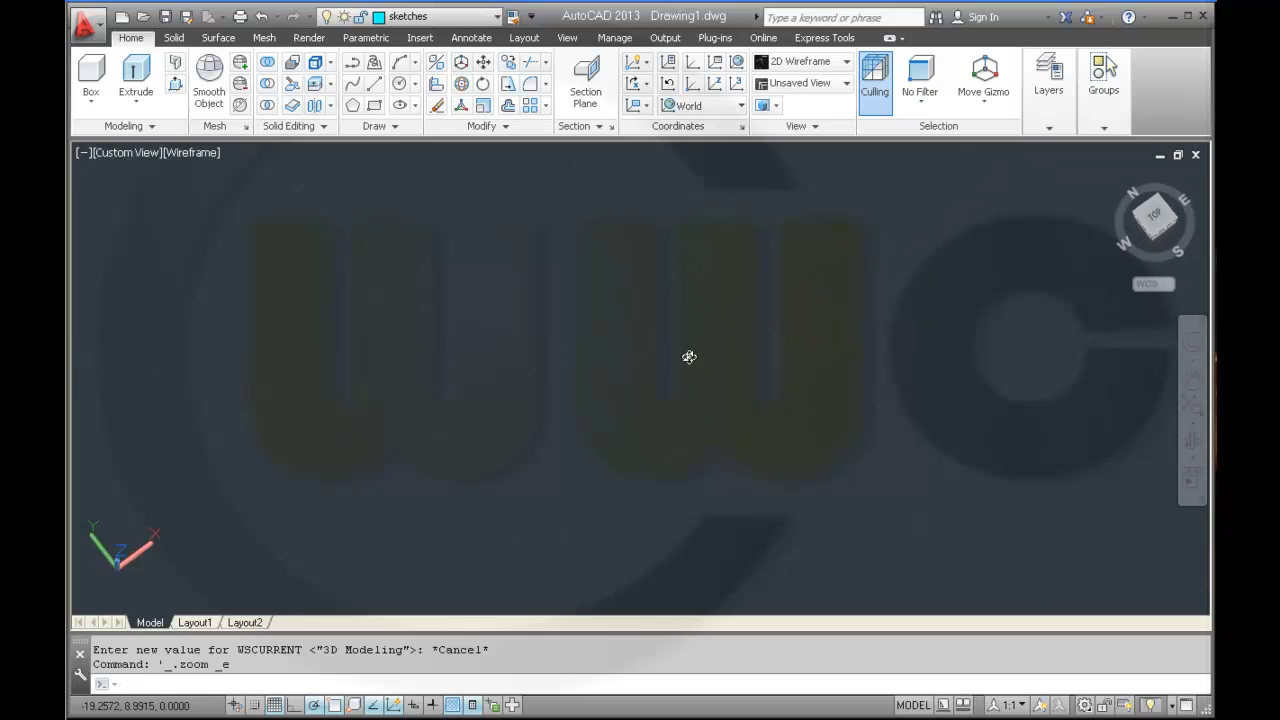 sketches
AutoCAD 2013 Drawing1.dwg
Type a keyword or phrase
Sign In
Home Solid Surface Mesh Render Parametric Insert Annotate Layout View Manage Output Plug-ins Online Express Tools
Box
Extrude
Smooth
Object
Section
Plane
2D Wireframe
Unsaved View
World
Culling
No Filter
Move Gizmo
Layers
Groups
Modeling Mesh Solid Editing Draw Modify Section Coordinates View Selection
[−][Custom View][Wireframe]
N
E
TOP
W
S
WCS
wwc
Y
X
Z
Model Layout1 Layout2
Enter new value for WSCURRENT <"3D Modeling">: *Cancel*
Command: '_.zoom _e
-19.2572, 8.9915, 0.0000
MODEL
1:1